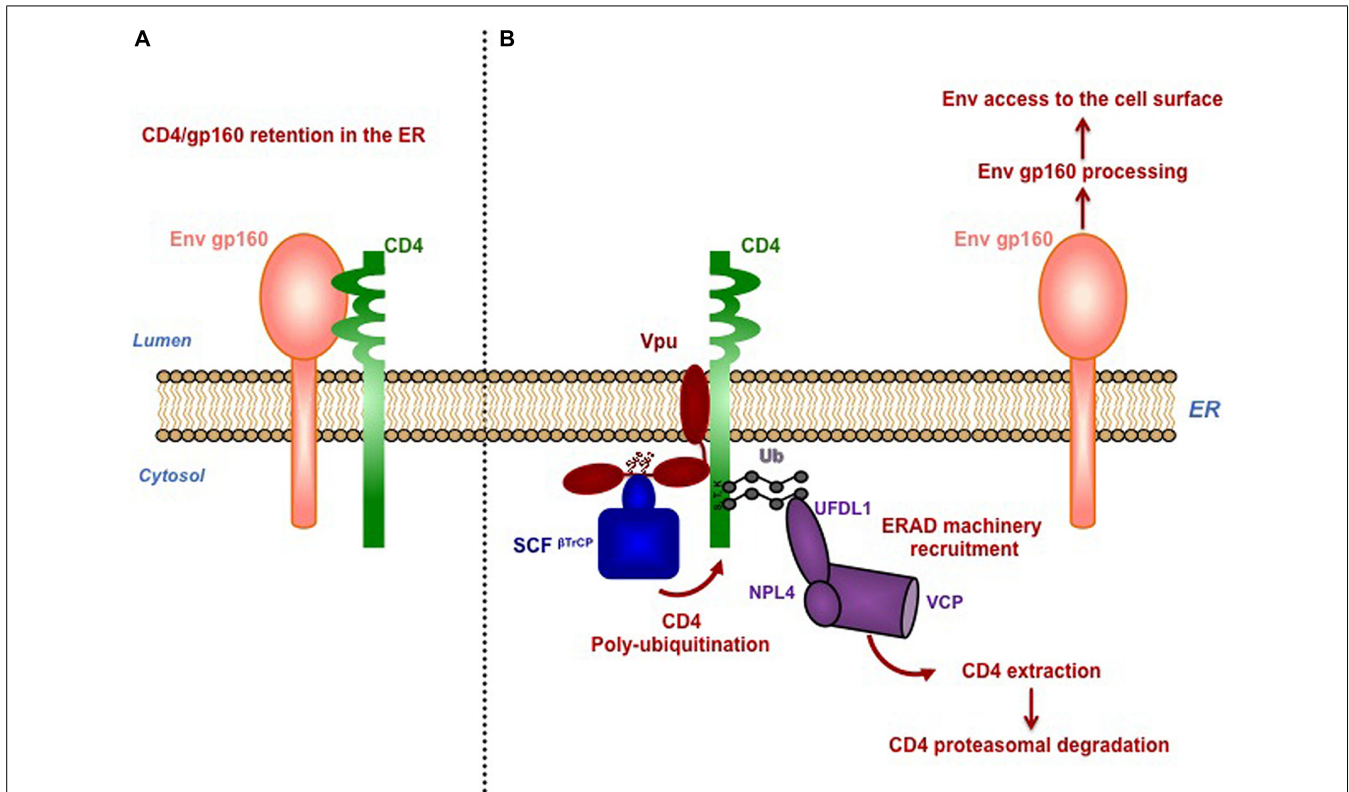 A
B
CD4/gp160 retention in the ER
Env access to the cell surface
Env gp160 processing
Env gp160
CD4
CD4
Env gp160
Lumen
Vpu
ER
Cytosol
Ub
S,T,K
UFDL1
ERAD machinery
recruitment
SCF βTrCP
NPL4
VCP
CD4
Poly-ubiquitination
CD4 extraction
CD4 proteasomal degradation